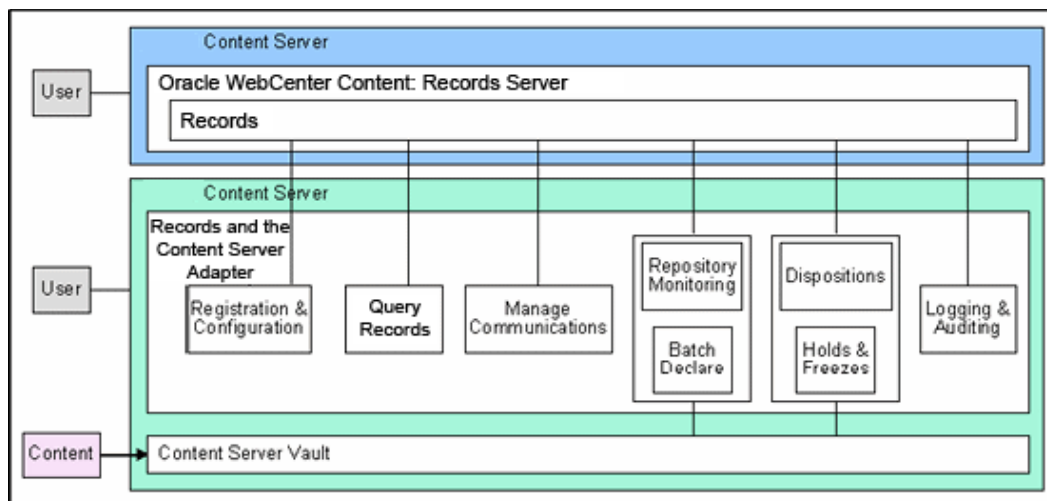 Content Server
User
Oracle WebCenter Content: Records Server
Records
Content Server
Records and the
Content Server
Adapter
User
Registration &
Configuration
Query
Records
Manage
Communications
Repository
Monitoring
Batch
Declare
Dispositions
Holds &
Freezes
Logging &
Auditing
Content
Content Server Vault